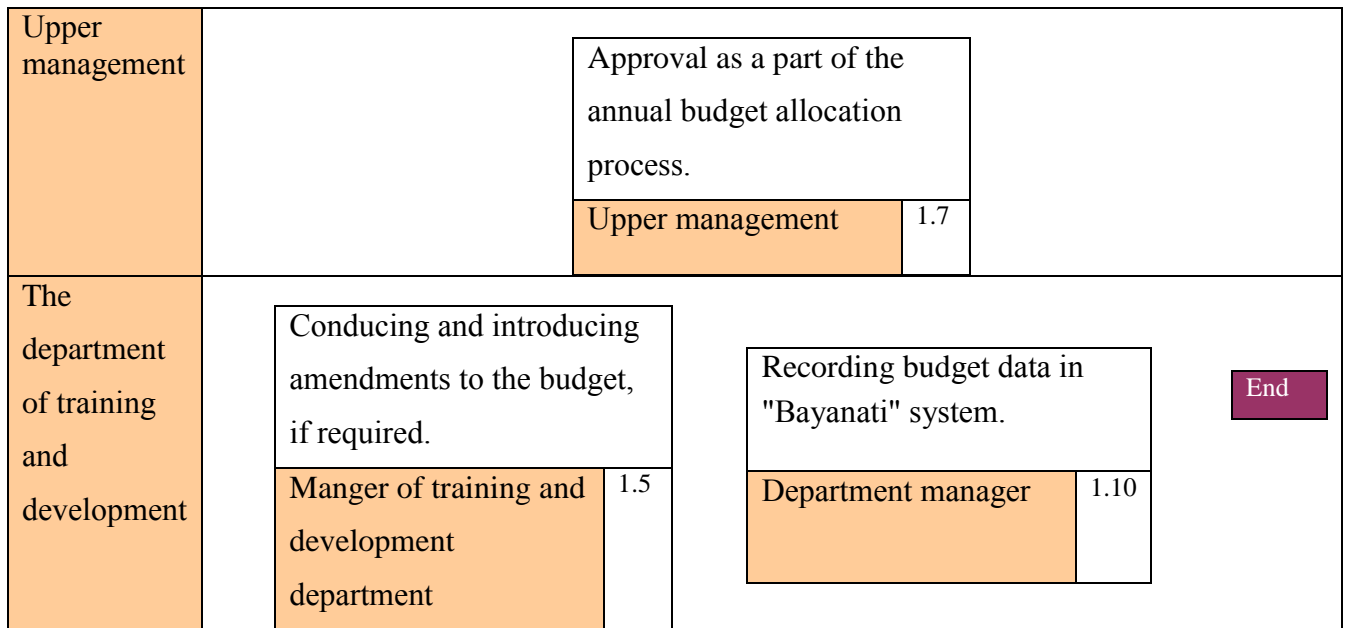 Upper
management
Approval as a part of the
annual budget allocation
process.
Upper management
1.7
The
department
of training
and
development
Conducing and introducing
amendments to the budget,
if required.
Manger of training and
development
department
1.5
Recording budget data in
"Bayanati" system.
Department manager
1.10
End